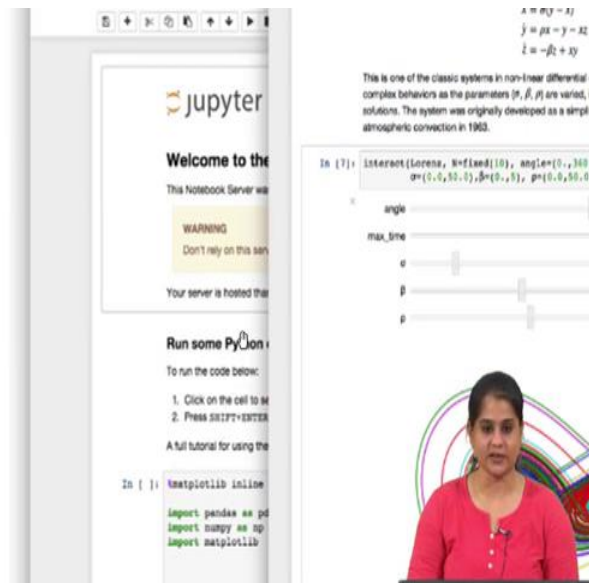 jupyter
Welcome to the
This Notebook Server wa
WARNING
Don't rely on this serv
Your server is hosted than
Run some Python
To run the code below:
1. Click on the cell to se
2. Press SHIFT+ENTER
A full tutorial for using the
In [ ]: %matplotlib inline
import pandas as pd
import numpy as np
import matplotlib
ẋ = σ(y − x)
ẏ = ρx − y − xz
ż = −βz + xy
This is one of the classic systems in non-linear differential
complex behaviors as the parameters (σ, β, ρ) are varied,
solutions. The system was originally developed as a simpli
atmospheric convection in 1963.
In [7]: interact(Lorenz, N=fixed(10), angle=(0.,360
σ=(0.0,50.0),β=(0.,5), ρ=(0.0,50.0
angle
max_time
σ
β
ρ